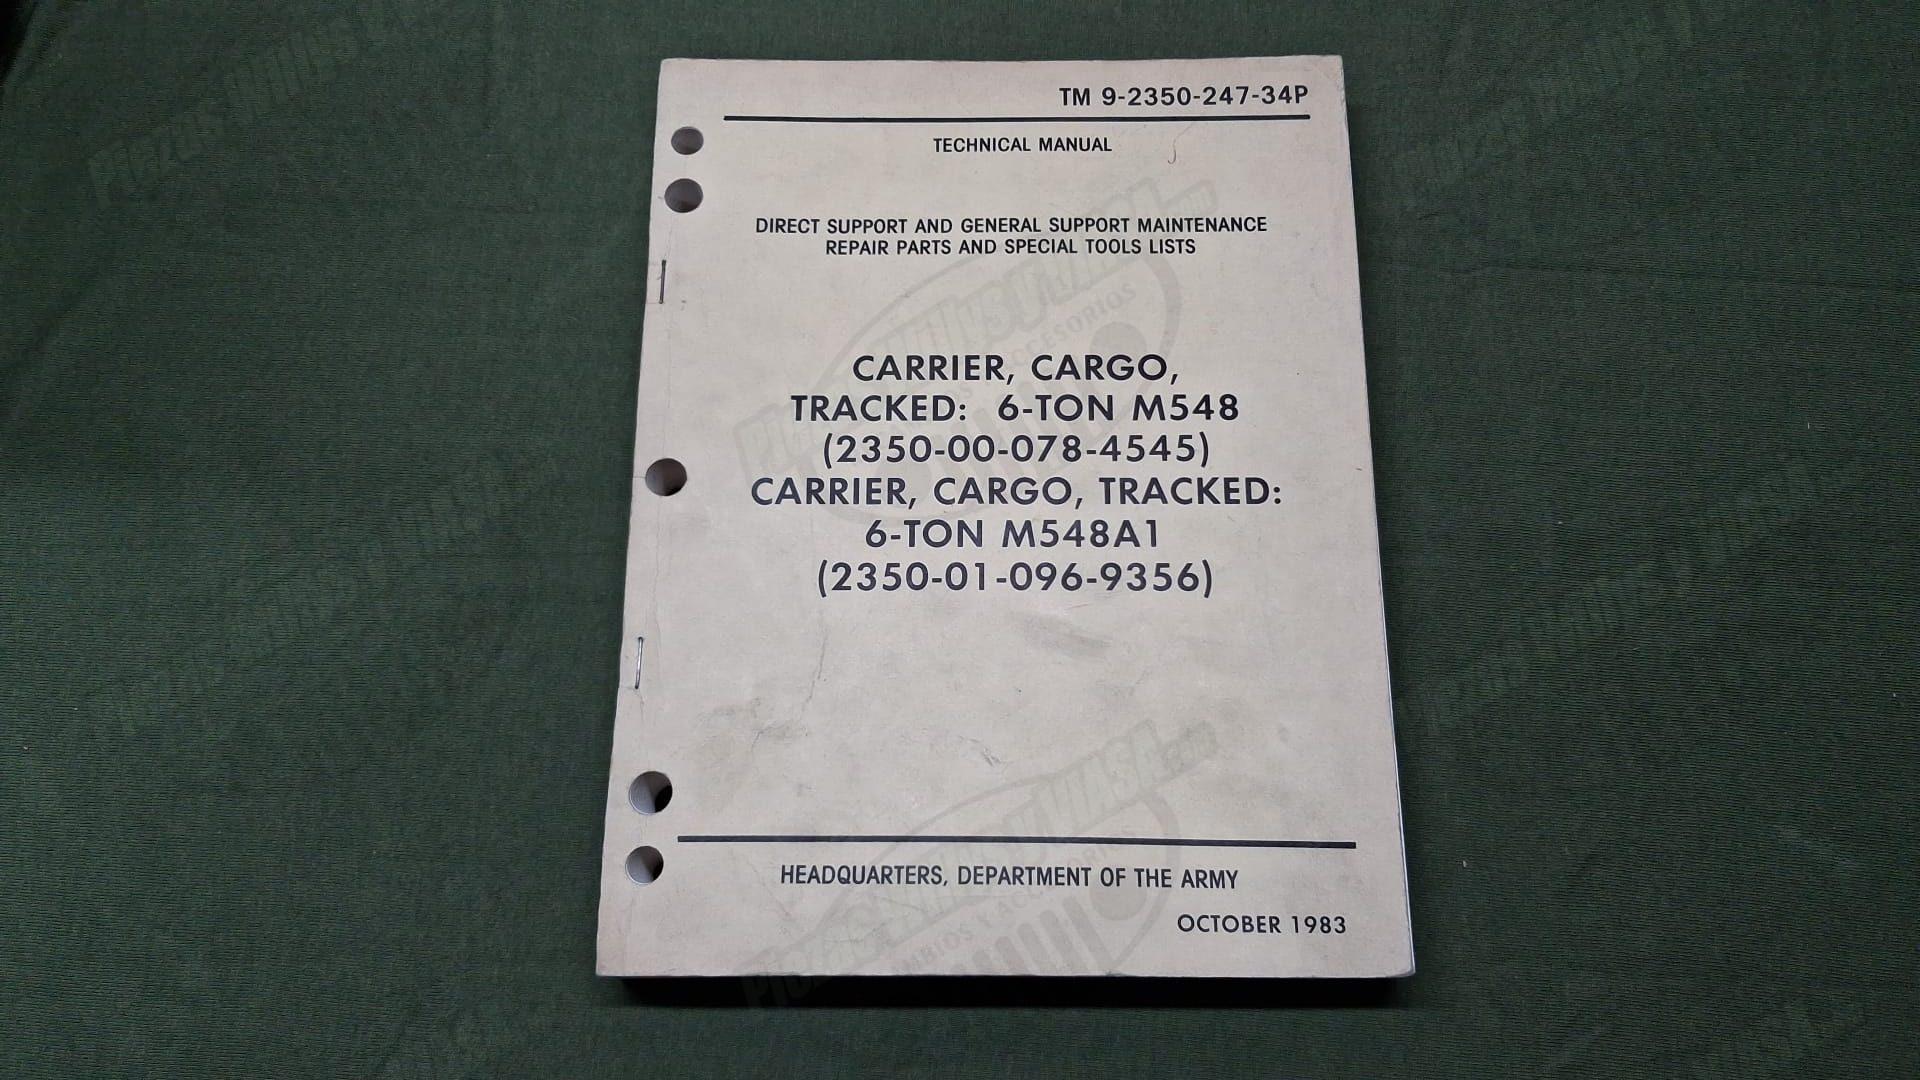 TM 9-2350-247-34P
TECHNICAL MANUAL
DIRECT SUPPORT AND GENERAL SUPPORT MAINTENANCE
REPAIR PARTS AND SPECIAL TOOLS LISTS
CARRIER, CARGO,
TRACKED: 6-TON M548
(2350-00-078-4545)
CARRIER, CARGO, TRACKED:
6-TON M548A1
(2350-01-096-9356)
HEADQUARTERS, DEPARTMENT OF THE ARMY
OCTOBER 1983